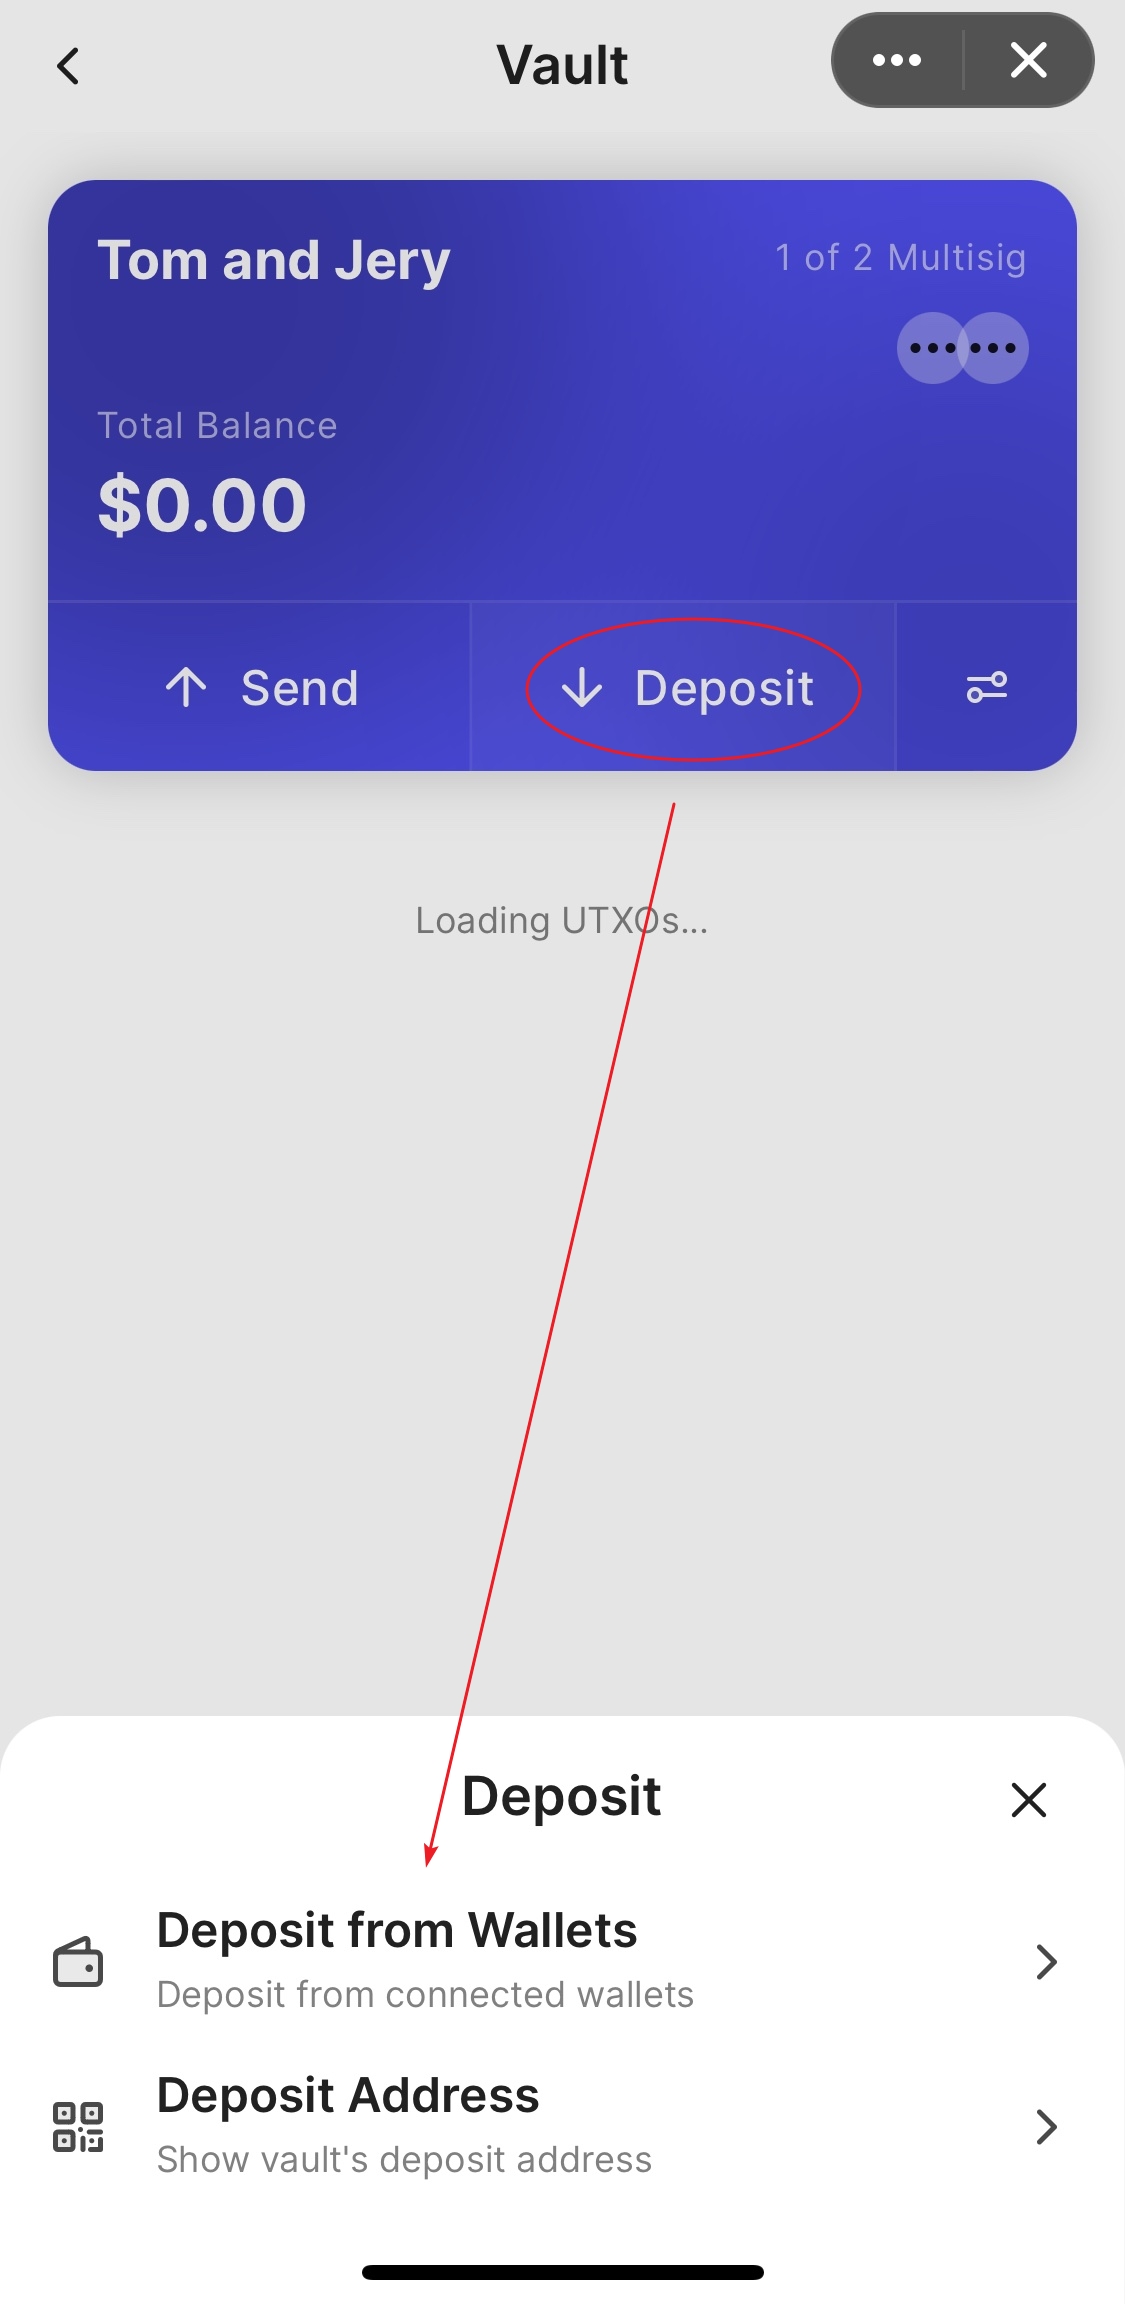 Vault
Tom and Jery
1 of 2 Multisig
Total Balance
$0.00
Send
Deposit
Loading UTXOs...
Deposit
Deposit from Wallets
Deposit from connected wallets
Deposit Address
Show vault's deposit address